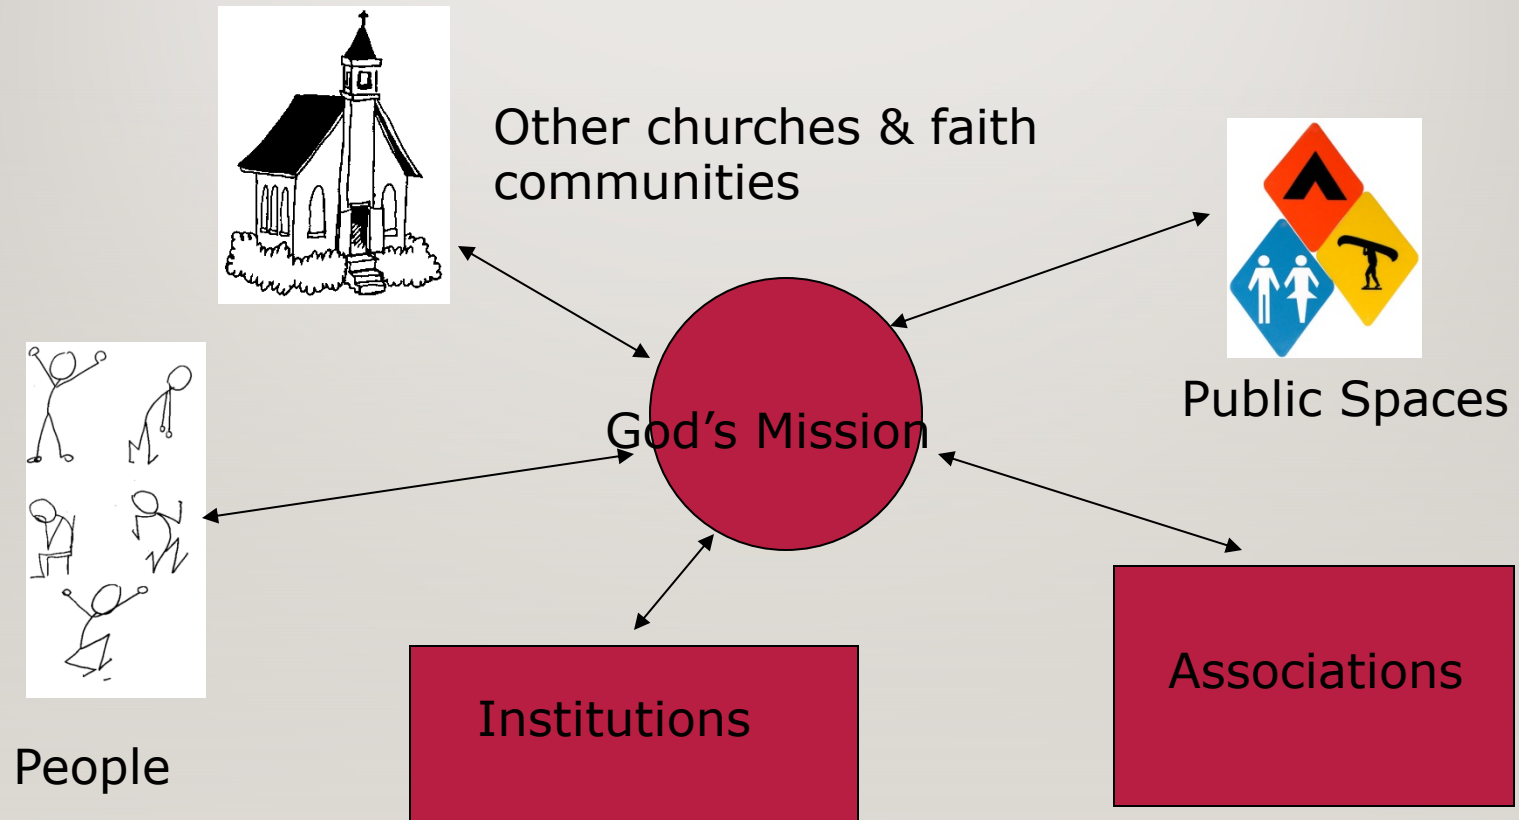 Other churches & faith
communities
Public Spaces
God’s Mission
Associations
Institutions
People